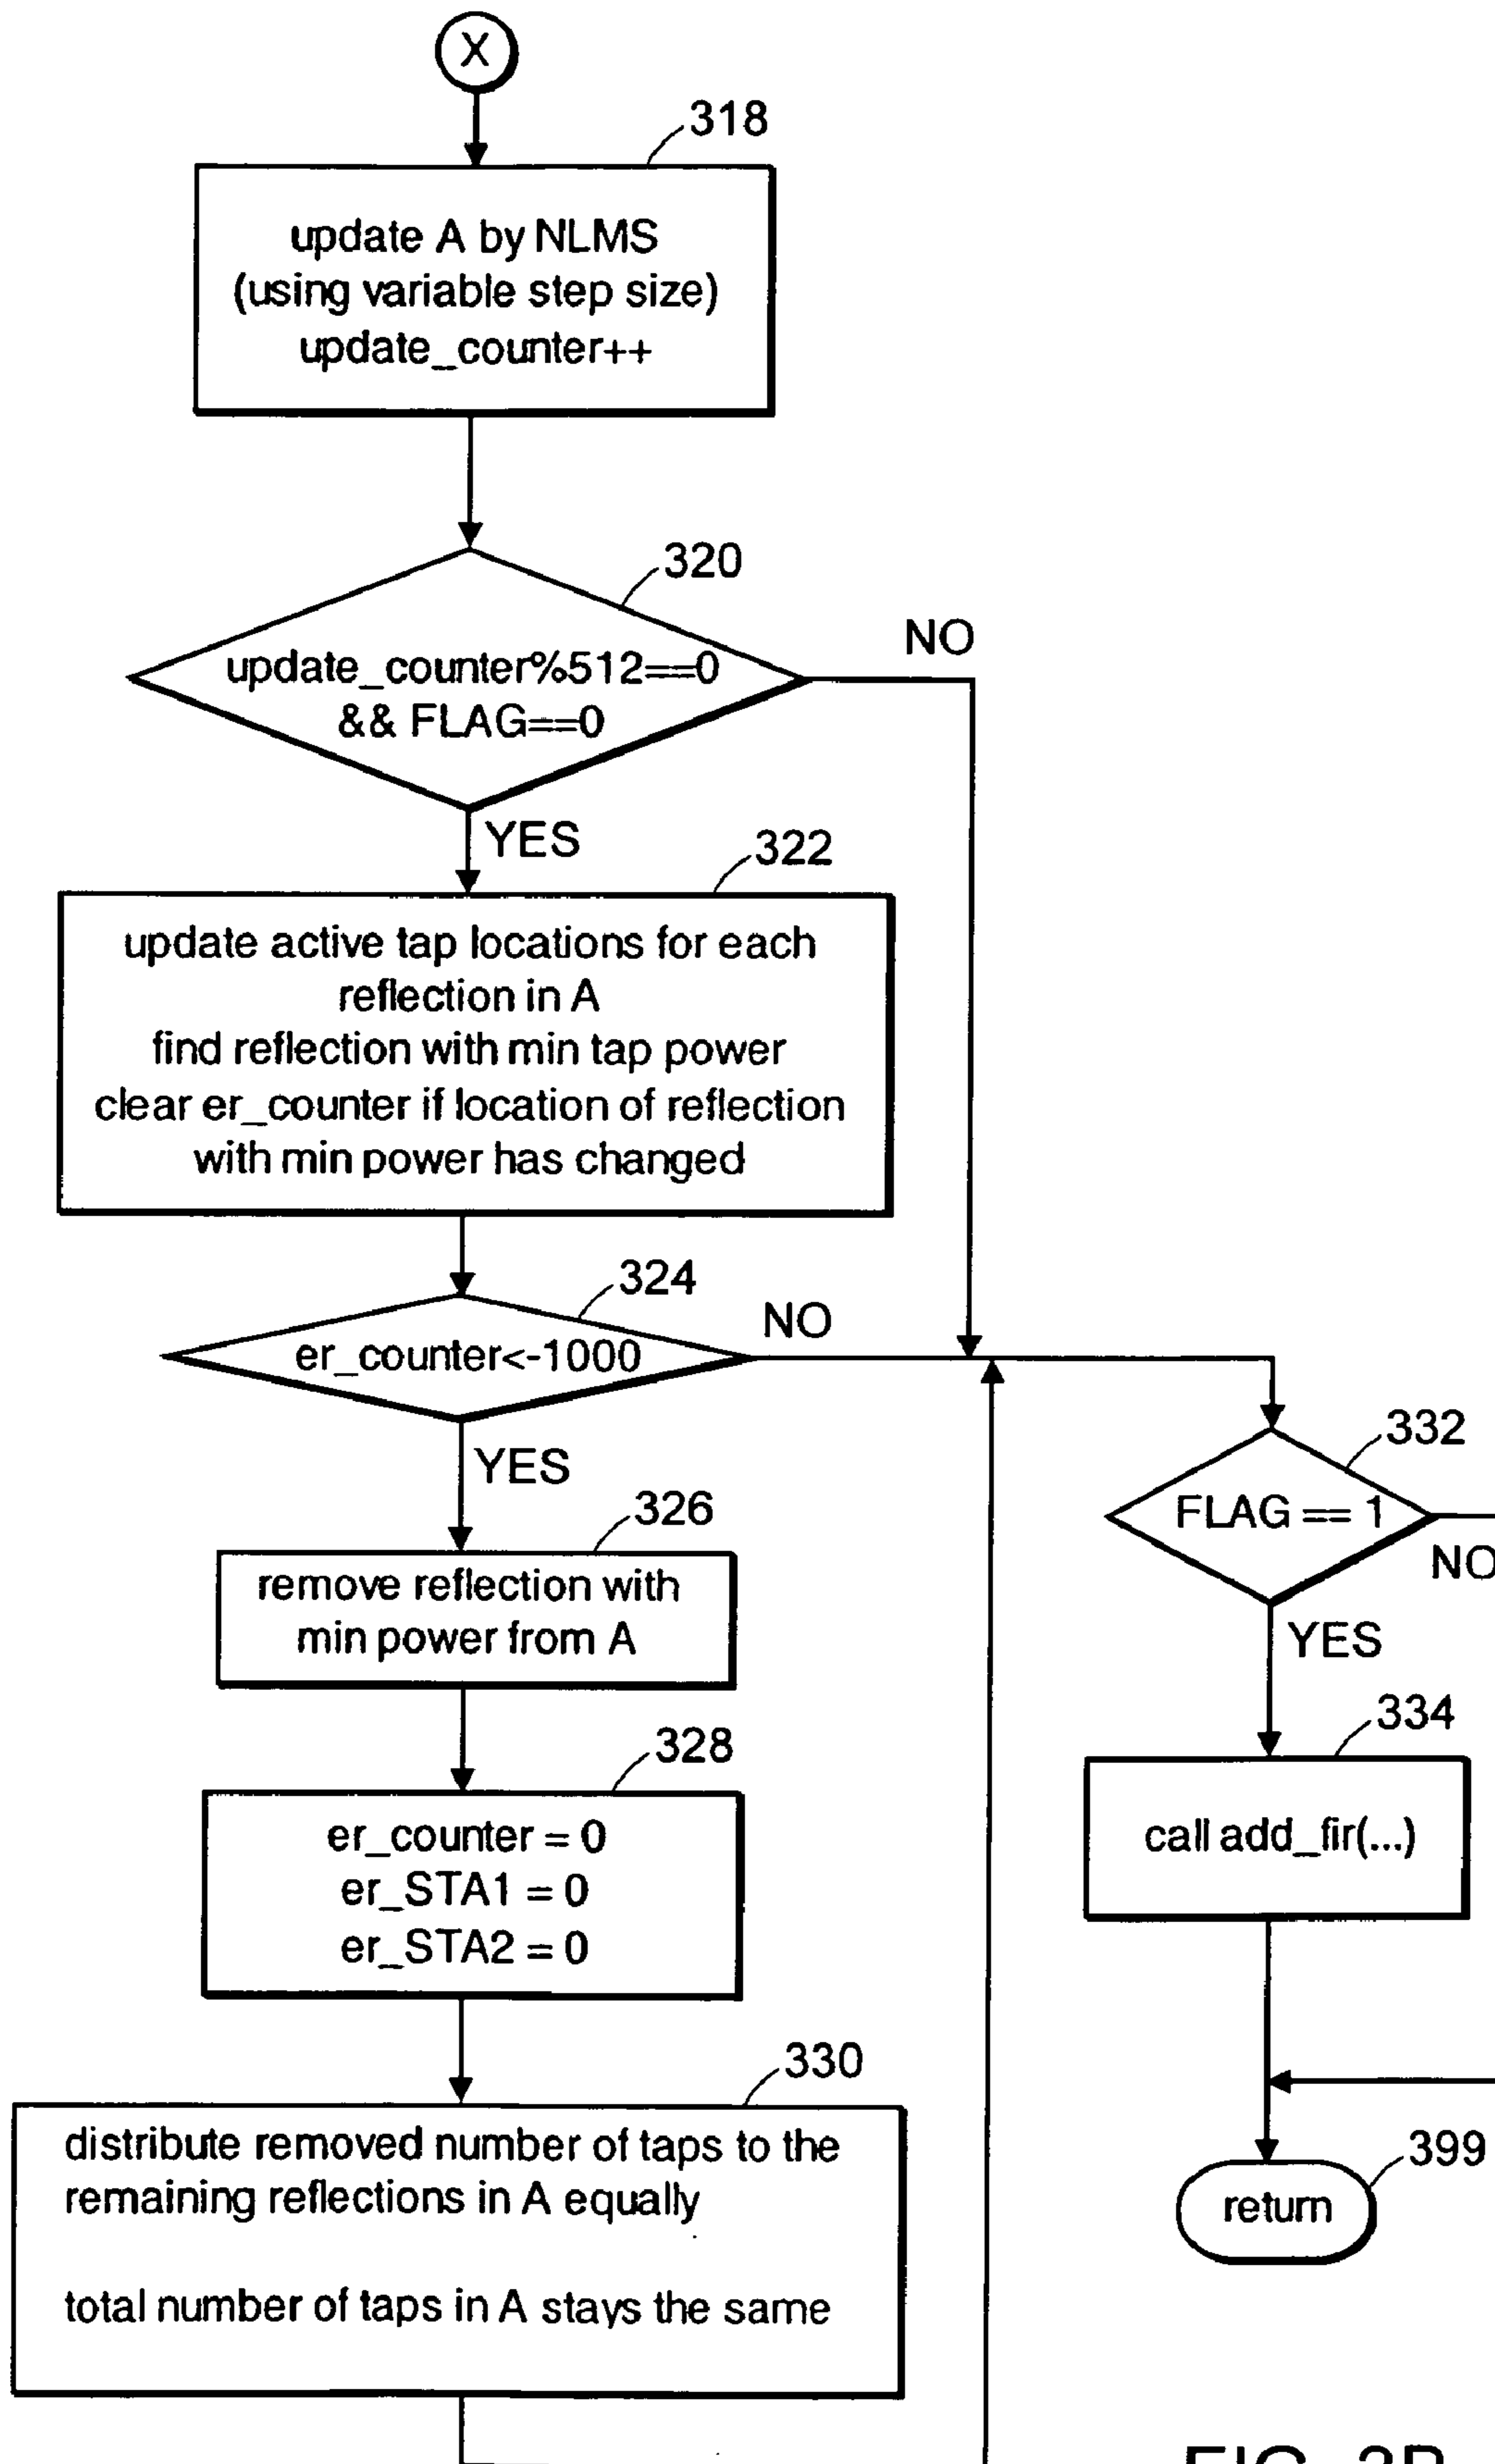 X
318
update A by NLMS
(using variable step size)
update_counter++
320
update_counter%512==0
&& FLAG==0
NO
YES
322
update active tap locations for each
reflection in A
find reflection with min tap power
clear er_counter if location of reflection
with min power has changed
324
er_counter<-1000
NO
YES
326
remove reflection with
min power from A
328
er_counter = 0
er_STA1 = 0
er_STA2 = 0
330
distribute removed number of taps to the
remaining reflections in A equally
total number of taps in A stays the same
332
FLAG == 1
NO
YES
334
call add_fir(...)
399
return